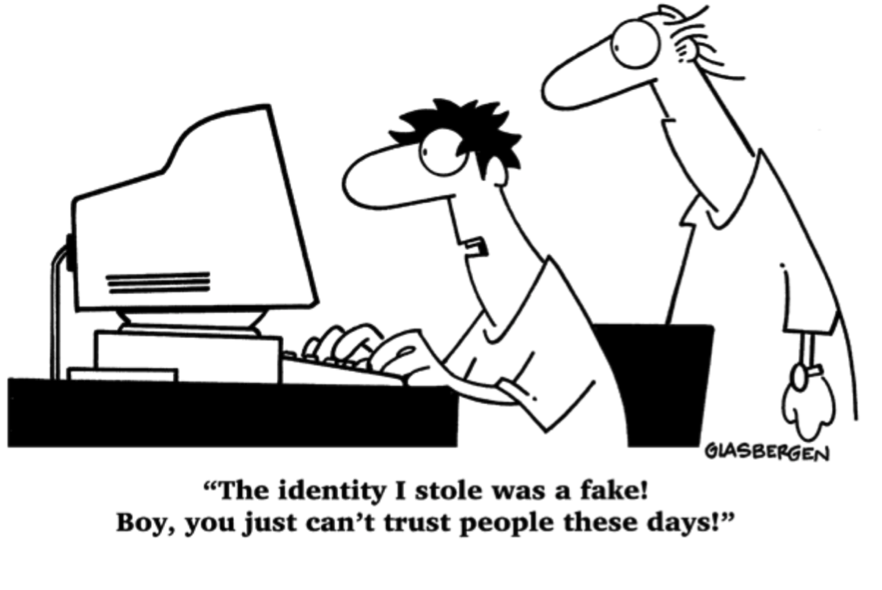 GLASBERGEN
“The identity I stole was a fake!
Boy, you just can’t trust people these days!”